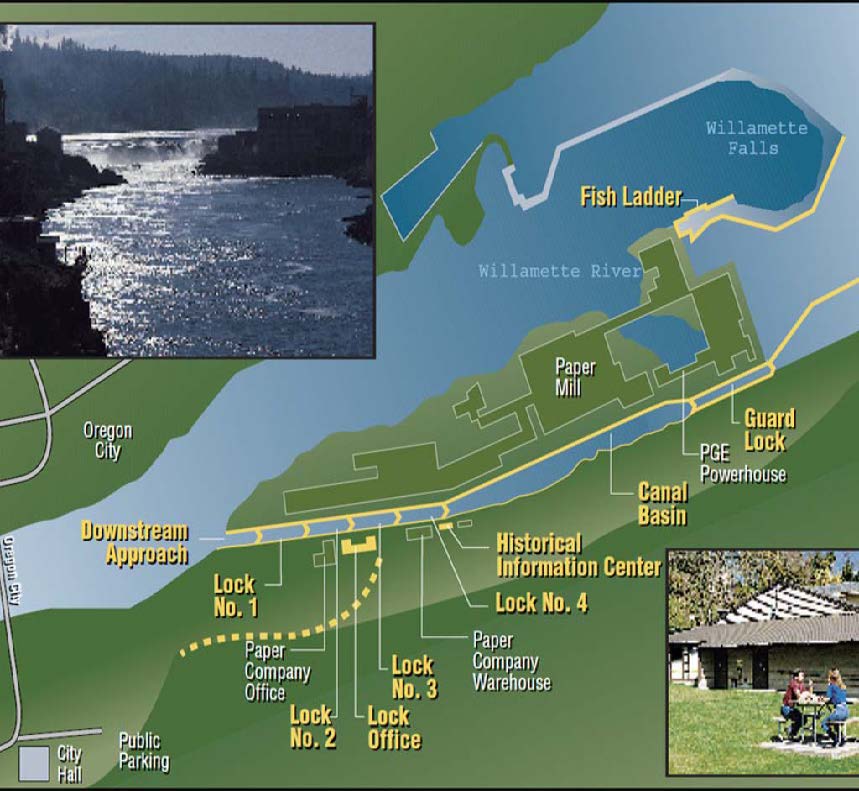 Willamette
Falls
Fish Ladder
Willamette River
Paper
Mill
Guard
Lock
PGE
Powerhouse
Oregon
City
Canal
Basin
Downstream
Approach
Historical
Information Center
Oregon City
Lock
No. 1
Lock No. 4
Paper
Company
Office
Paper
Company
Warehouse
Lock
No. 3
Lock
No. 2
Lock
Office
Public
Parking
City
Hall